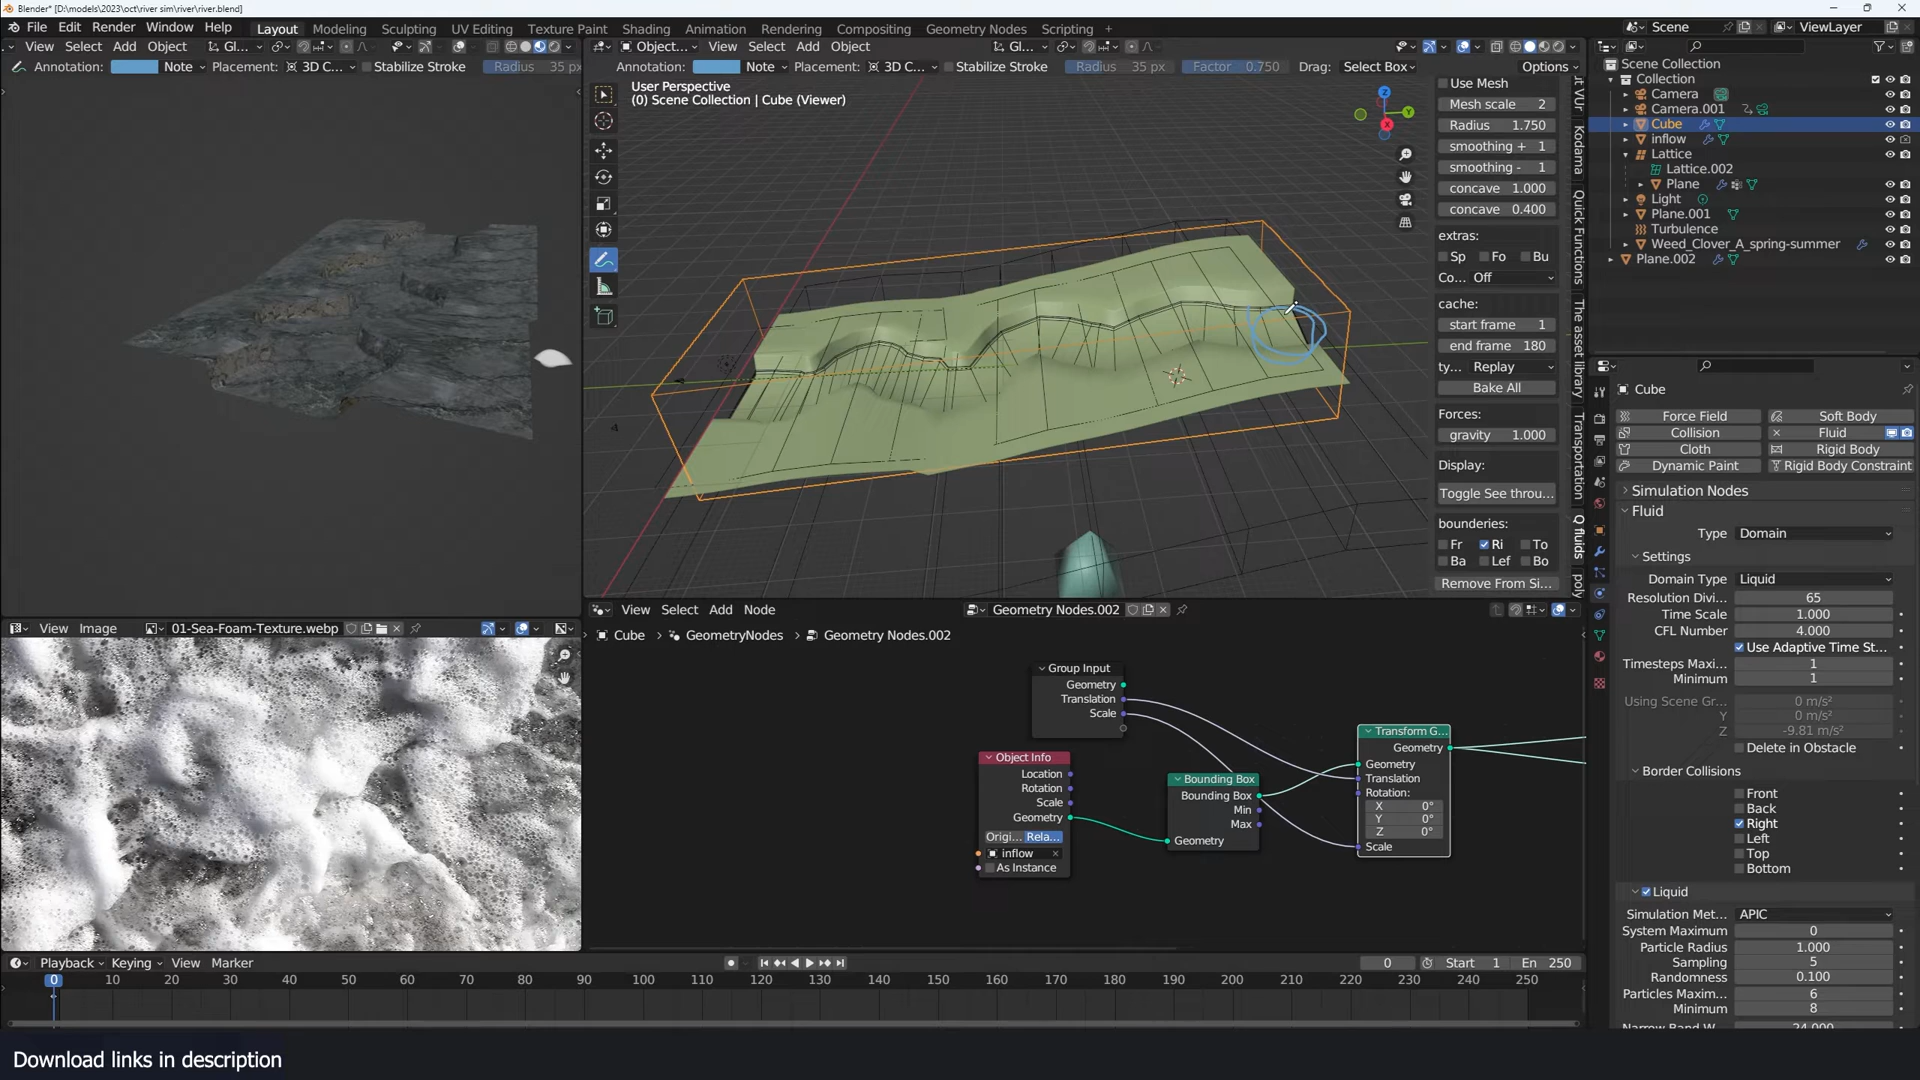 Blender* [D:\models\2023\oct\river sim\river\river.blend]
File Edit Render Window Help Layout Modeling Sculpting UV Editing Texture Paint Shading Animation Rendering Compositing Geometry Nodes Scripting Scene ViewLayer
View Select Add Object Gl...
Object... View Select Add Object Gl...
Annotation: Note Placement: 3D C... Stabilize Stroke Radius 35 px
Annotation: Note Placement: 3D C... Stabilize Stroke Radius 35 px Factor 0.750 Drag: Select Box Options
User Perspective
(0) Scene Collection | Cube (Viewer)
Use Mesh
Mesh scale 2
Radius 1.750
smoothing + 1
smoothing - 1
concave 1.000
concave 0.400
extras:
Sp Fo Bu
Co... Off
cache:
start frame 1
end frame 180
ty... Replay
Bake All
Forces:
gravity 1.000
Display:
Toggle See throu...
bounderies:
Fr Ri To
Ba Lef Bo
Remove From Si...
Kodama
Quick Functions
The asset library
Transportation
Q fluids
poly
Scene Collection
Collection
Camera
Camera.001
Cube
inflow
Lattice
Lattice.002
Plane
Light
Plane.001
Turbulence
Weed_Clover_A_spring-summer
Plane.002
Cube
Force Field Soft Body
Collision Fluid
Cloth Rigid Body
Dynamic Paint Rigid Body Constraint
Simulation Nodes
Fluid
Type Domain
Settings
Domain Type Liquid
Resolution Divi... 65
Time Scale 1.000
CFL Number 4.000
Use Adaptive Time St...
Timesteps Maxi... 1
Minimum 1
Using Scene Gr... 0 m/s²
Y 0 m/s²
Z -9.81 m/s²
Delete in Obstacle
Border Collisions
Front
Back
Right
Left
Top
Bottom
Liquid
Simulation Met... APIC
System Maximum 0
Particle Radius 1.000
Sampling 5
Randomness 0.100
Particles Maxim... 6
Minimum 8
Narrow Band W... 24.000
View Image 01-Sea-Foam-Texture.webp
View Select Add Node Geometry Nodes.002
Cube GeometryNodes Geometry Nodes.002
Group Input
Geometry
Translation
Scale
Object Info
Location
Rotation
Scale
Geometry
Origi... Rela...
inflow
As Instance
Bounding Box
Bounding Box
Min
Max
Geometry
Transform G...
Geometry
Geometry
Translation
Rotation:
X 0°
Y 0°
Z 0°
Scale
Playback Keying View Marker 0 Start 1 En 250
0 10 20 30 40 50 60 70 80 90 100 110 120 130 140 150 160 170 180 190 200 210 220 230 240 250
Download links in description